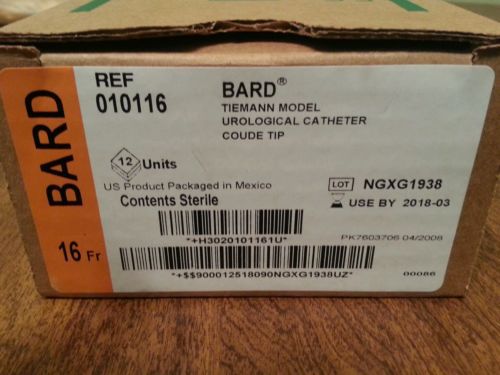 BARD
16 Fr
REF
010116
BARD®
TIEMANN MODEL
UROLOGICAL CATHETER
COUDE TIP
12 Units
US Product Packaged in Mexico
Contents Sterile
LOT NGXG1938
USE BY 2018-03
*+H3020101161U*
PK7603706 04/2008
*+$$900012518090NGXG1938UZ*
00086